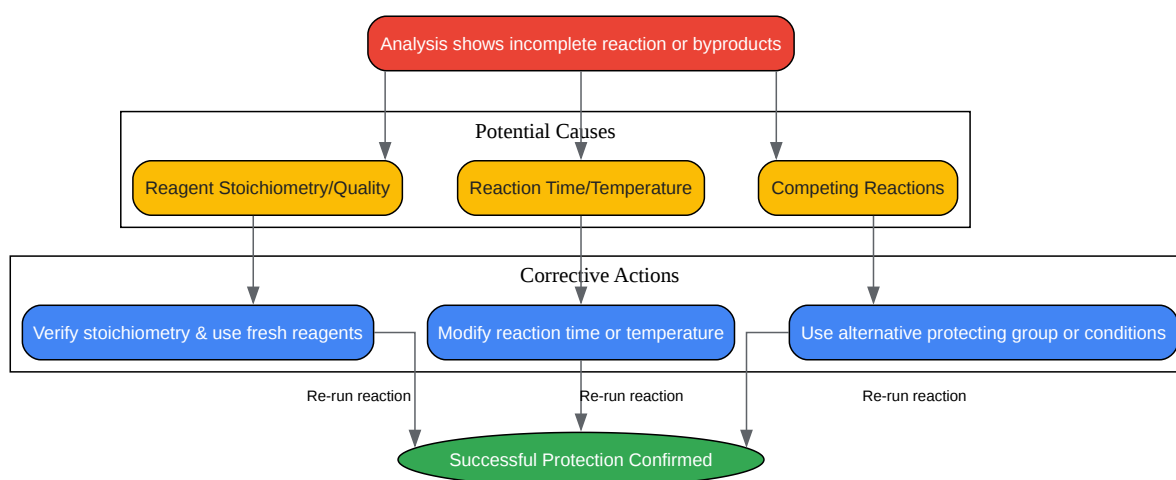 Analysis shows incomplete reaction or byproducts
Potential Causes
Reagent Stoichiometry/Quality
Reaction Time/Temperature
Competing Reactions
Corrective Actions
Verify stoichiometry & use fresh reagents
Modify reaction time or temperature
Use alternative protecting group or conditions
Re-run reaction
Re-run reaction
Re-run reaction
Successful Protection Confirmed